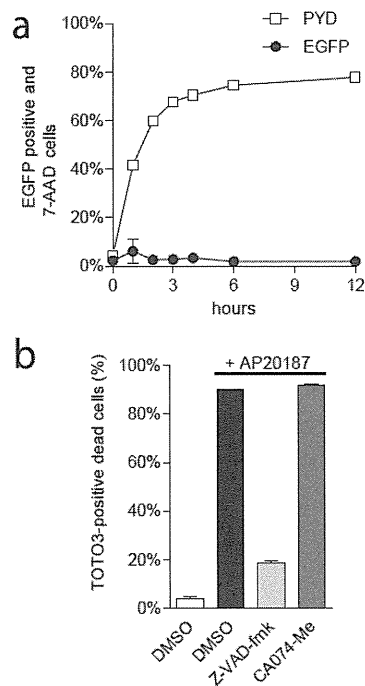 a
PYD
EGFP
EGFP positive and
7-AAD cells
100%
80%
60%
40%
20%
0%
0 3 6 9 12
hours
b
+ AP20187
TOTO3-positive dead cells (%)
100%
80%
60%
40%
20%
0%
DMSO
DMSO
Z-VAD-fmk
CA074-Me